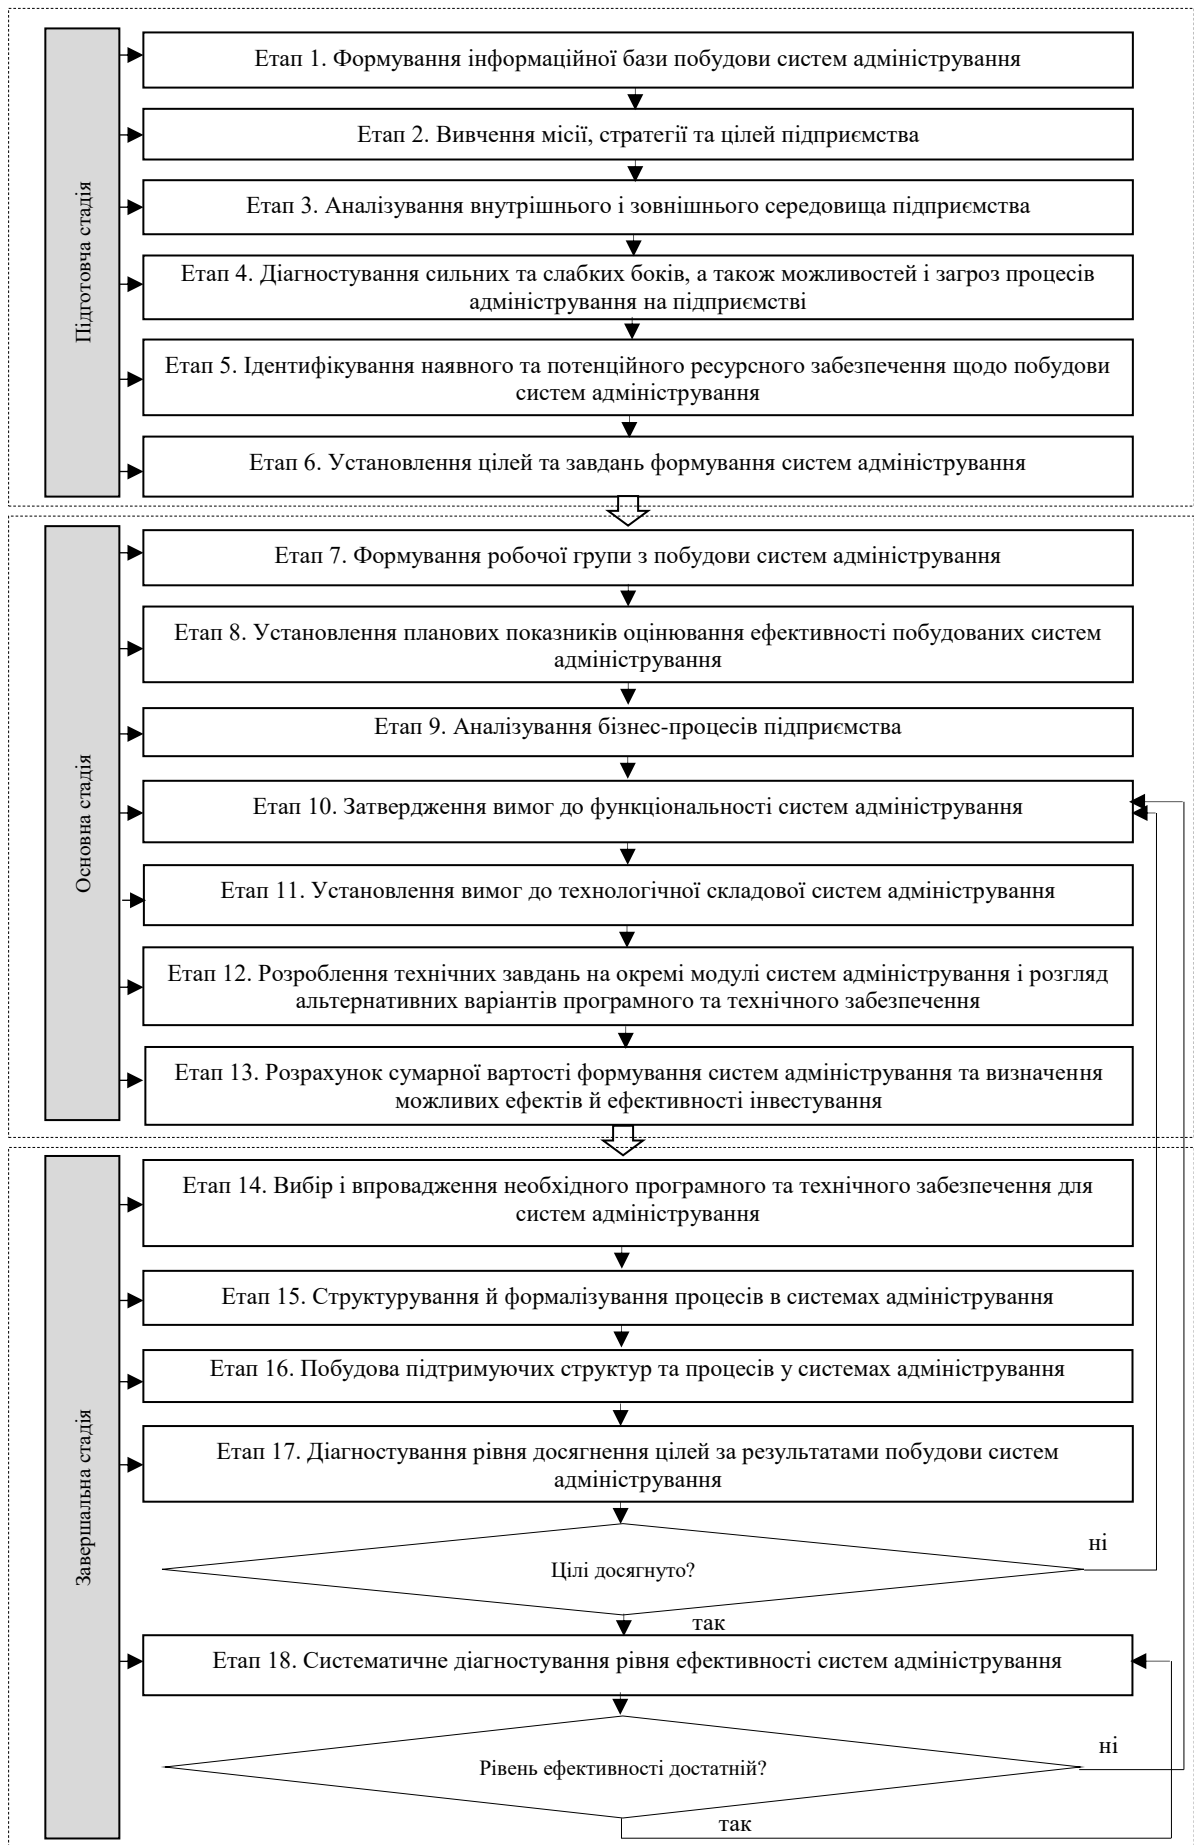 Підготовча стадія
Етап 1. Формування інформаційної бази побудови систем адміністрування
Етап 2. Вивчення місії, стратегії та цілей підприємства
Етап 3. Аналізування внутрішнього і зовнішнього середовища підприємства
Етап 4. Діагностування сильних та слабких боків, а також можливостей і загроз процесів
адміністрування на підприємстві
Етап 5. Ідентифікування наявного та потенційного ресурсного забезпечення щодо побудови
систем адміністрування
Етап 6. Установлення цілей та завдань формування систем адміністрування
Основна стадія
Етап 7. Формування робочої групи з побудови систем адміністрування
Етап 8. Установлення планових показників оцінювання ефективності побудованих систем
адміністрування
Етап 9. Аналізування бізнес-процесів підприємства
Етап 10. Затвердження вимог до функціональності систем адміністрування
Етап 11. Установлення вимог до технологічної складової систем адміністрування
Етап 12. Розроблення технічних завдань на окремі модулі систем адміністрування і розгляд
альтернативних варіантів програмного та технічного забезпечення
Етап 13. Розрахунок сумарної вартості формування систем адміністрування та визначення
можливих ефектів й ефективності інвестування
Завершальна стадія
Етап 14. Вибір і впровадження необхідного програмного та технічного забезпечення для
систем адміністрування
Етап 15. Структурування й формалізування процесів в системах адміністрування
Етап 16. Побудова підтримуючих структур та процесів у системах адміністрування
Етап 17. Діагностування рівня досягнення цілей за результатами побудови систем
адміністрування
ні
Цілі досягнуто?
так
Етап 18. Систематичне діагностування рівня ефективності систем адміністрування
ні
Рівень ефективності достатній?
так